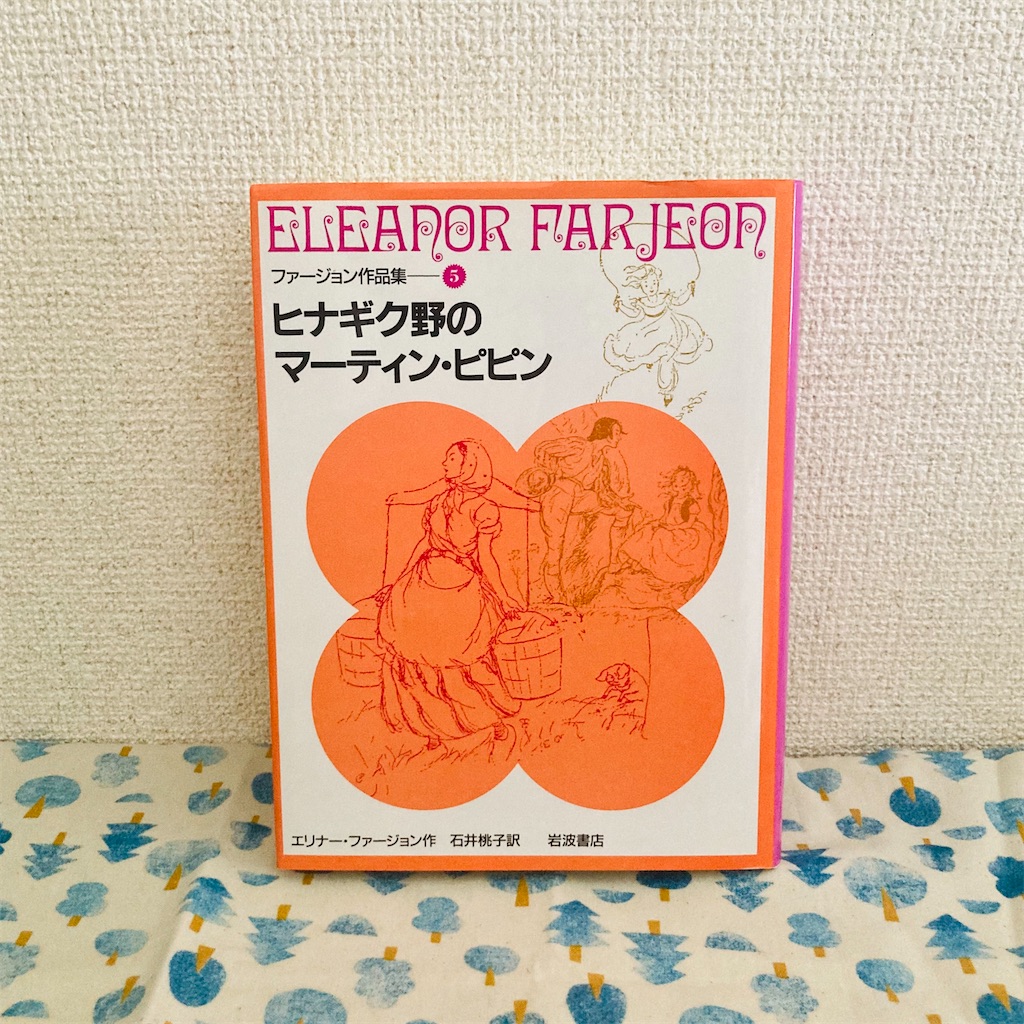 ELEANOR FARJEON
ファージョン作品集——5
ヒナギク野の
マーティン・ピピン
エリナー・ファージョン作 石井桃子訳 岩波書店